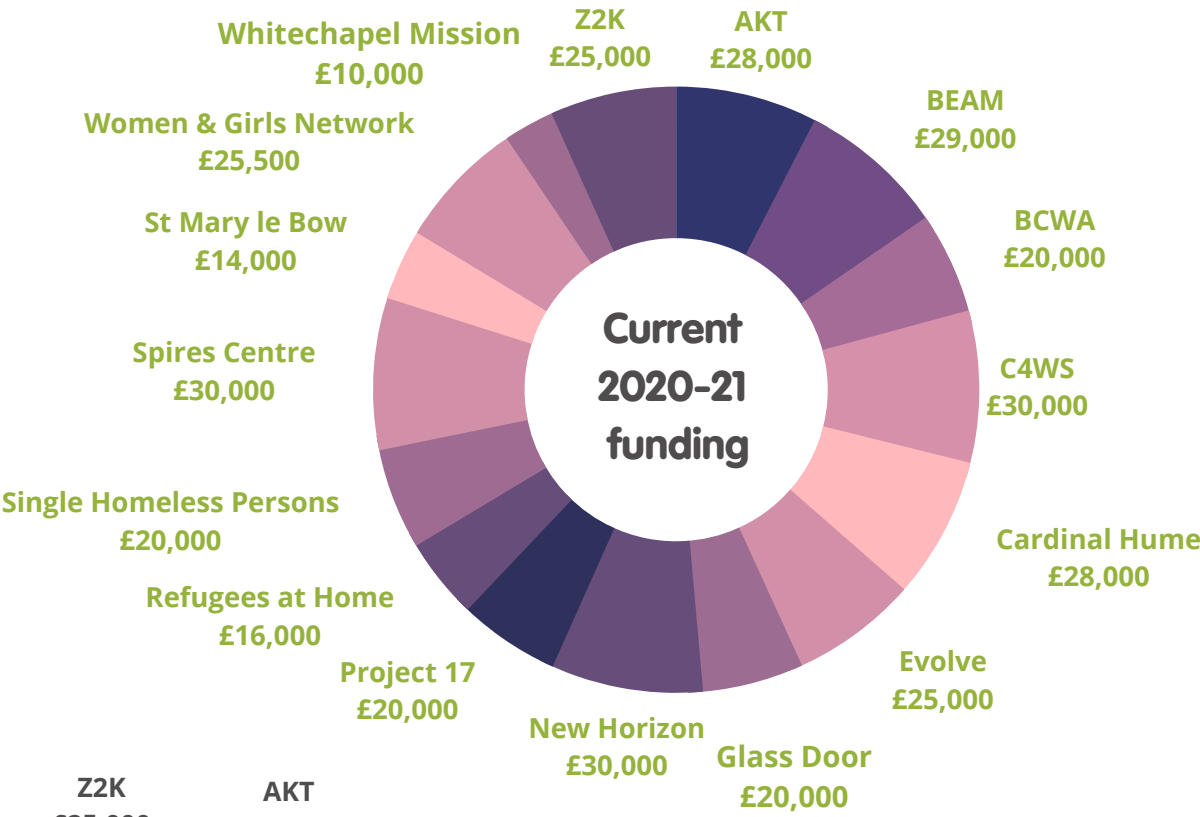 Whitechapel Mission
£10,000
Z2K
£25,000
AKT
£28,000
BEAM
£29,000
Women & Girls Network
£25,500
BCWA
£20,000
St Mary le Bow
£14,000
C4WS
£30,000
Spires Centre
£30,000
Current
2020-21
funding
Cardinal Hume
£28,000
Single Homeless Persons
£20,000
Refugees at Home
£16,000
Evolve
£25,000
Project 17
£20,000
New Horizon
£30,000
Glass Door
£20,000
Z2K
AKT